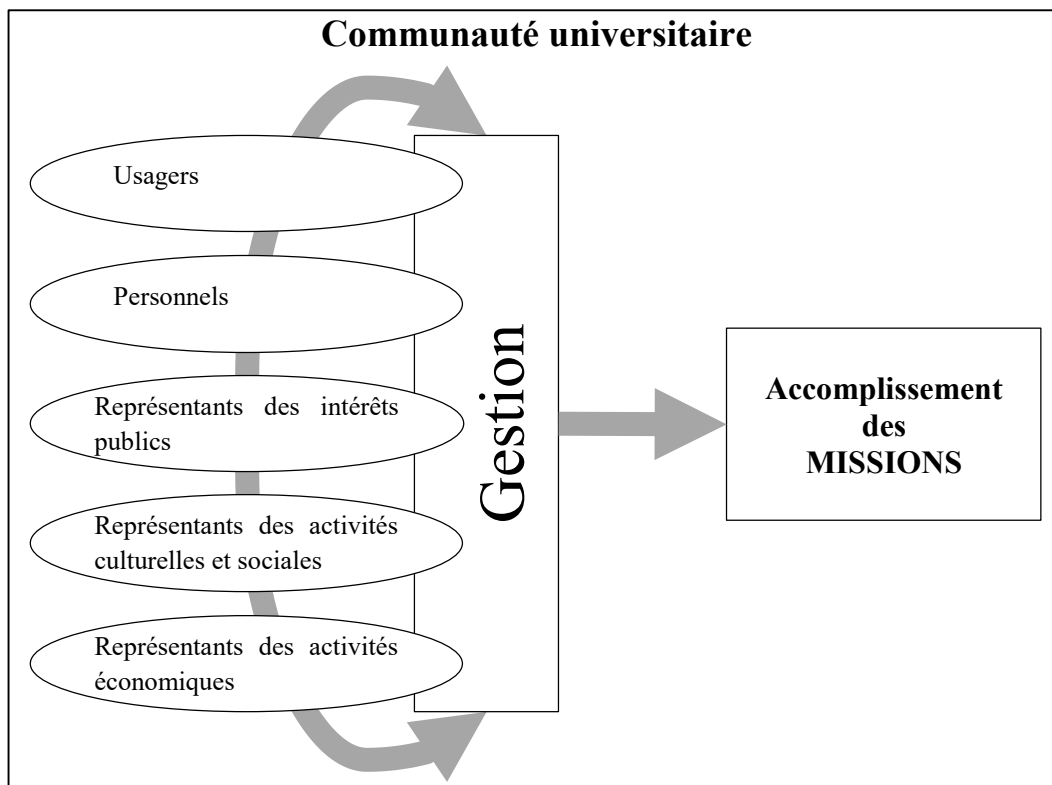 Communauté universitaire
Usagers
Personnels
Représentants des intérêts
publics
Représentants des activités
culturelles et sociales
Représentants des activités
économiques
Gestion
Accomplissement
des
MISSIONS